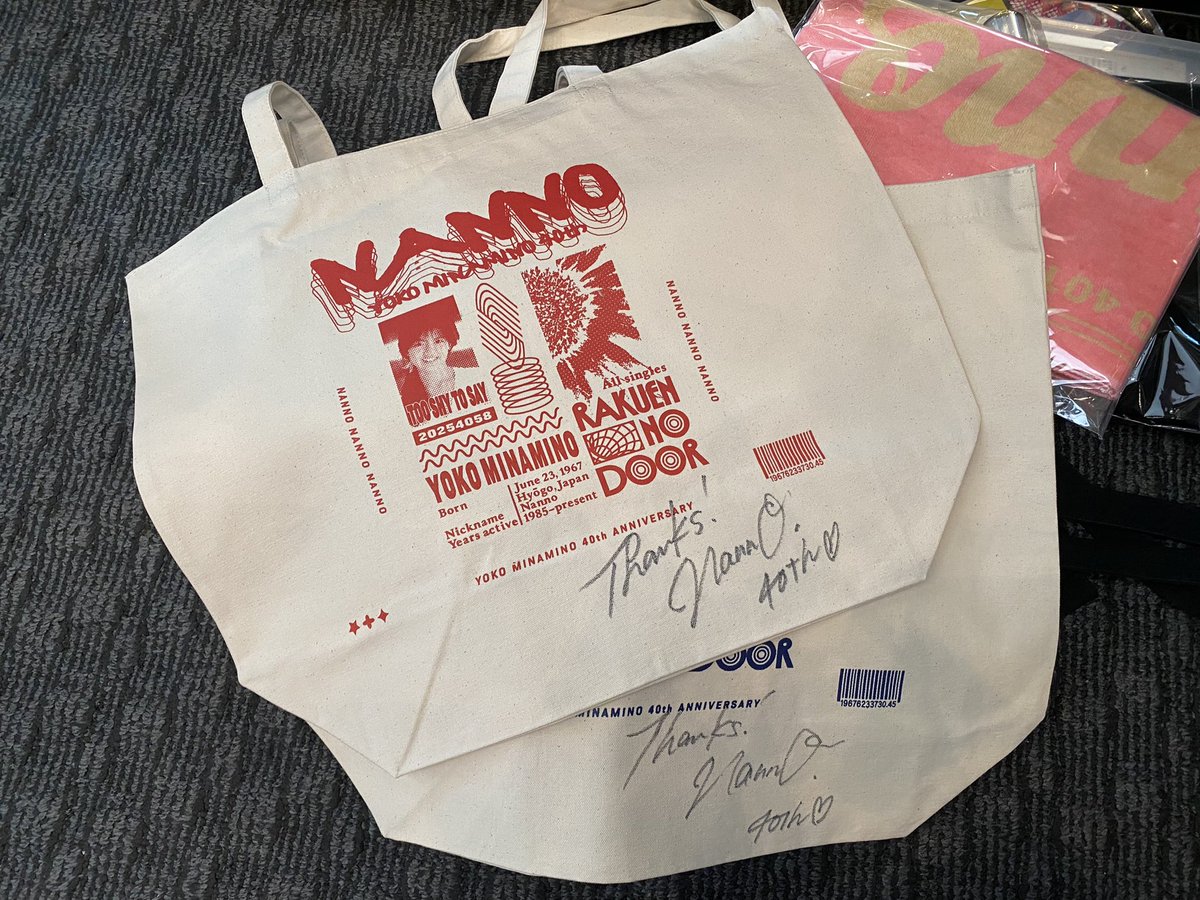 NANNO
YOKO MINAMINO 40th
TOO SHY TO SAY
20254058
YOKO MINAMINO
Born June 23, 1967
Hyōgo, Japan
Nickname Nanno
Years active 1985–present
All singles
RAKUEN
NO
DOOR
NANNO NANNO NANNO
NANNO NANNO NANNO
19676233730.45
YOKO MINAMINO 40th ANNIVERSARY
Thanks!
NannO.
40th♡
DOOR
MINAMINO 40th ANNIVERSARY
19676233730.45
Thanks.
NannO.
40th♡